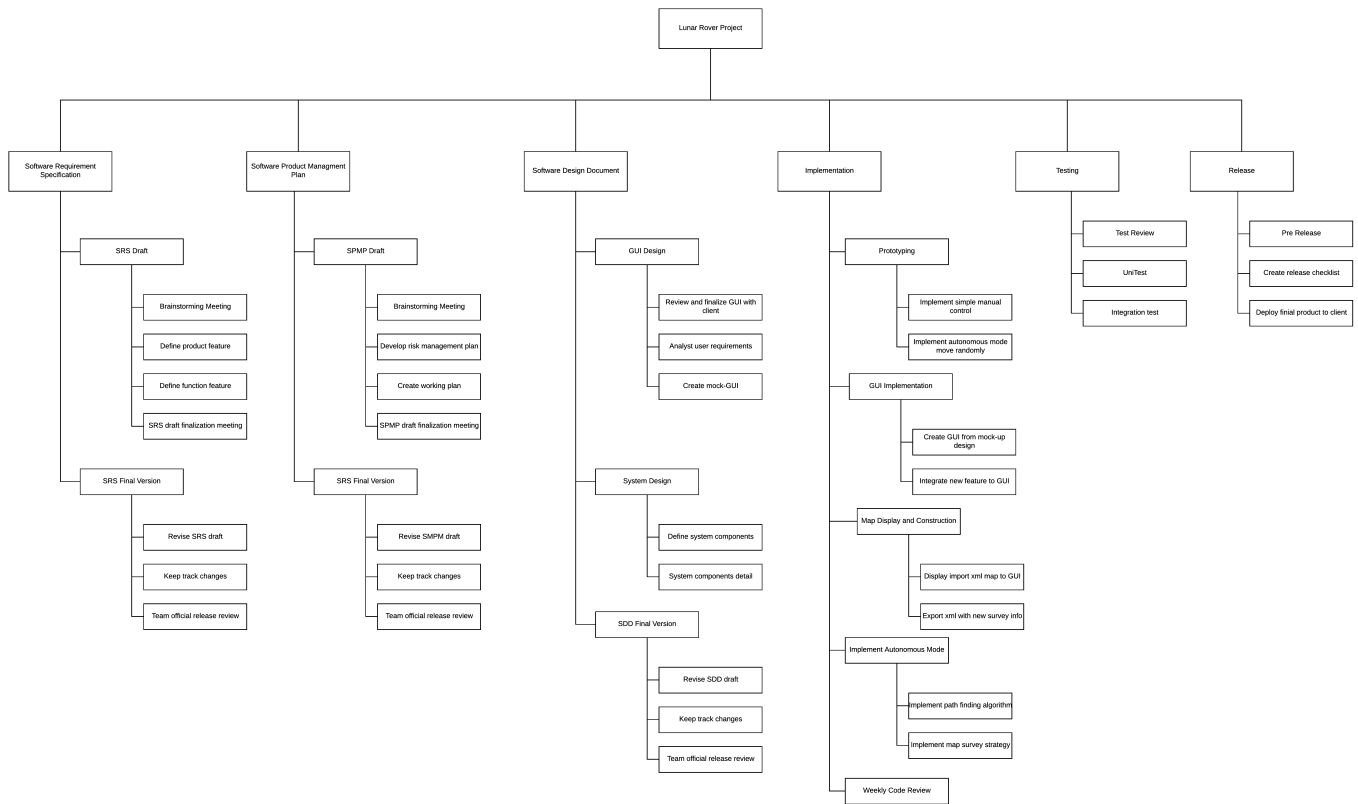 Lunar Rover Project
Software Requirement
Specification
SRS Draft
Brainstorming Meeting
Define product feature
Define function feature
SRS draft finalization meeting
SRS Final Version
Revise SRS draft
Keep track changes
Team official release review
Software Product Managment
Plan
SPMP Draft
Brainstorming Meeting
Develop risk management plan
Create working plan
SPMP draft finalization meeting
SRS Final Version
Revise SMPM draft
Keep track changes
Team official release review
Software Design Document
GUI Design
Review and finalize GUI with
client
Analyst user requirements
Create mock-GUI
System Design
Define system components
System components detail
SDD Final Version
Revise SDD draft
Keep track changes
Team official release review
Implementation
Prototyping
Implement simple manual
control
Implement autonomous mode
move randomly
GUI Implementation
Create GUI from mock-up
design
Integrate new feature to GUI
Map Display and Construction
Display import xml map to GUI
Export xml with new survey info
Implement Autonomous Mode
Implement path finding algorithm
Implement map survey strategy
Weekly Code Review
Testing
Test Review
UniTest
Integration test
Release
Pre Release
Create release checklist
Deploy finial product to client